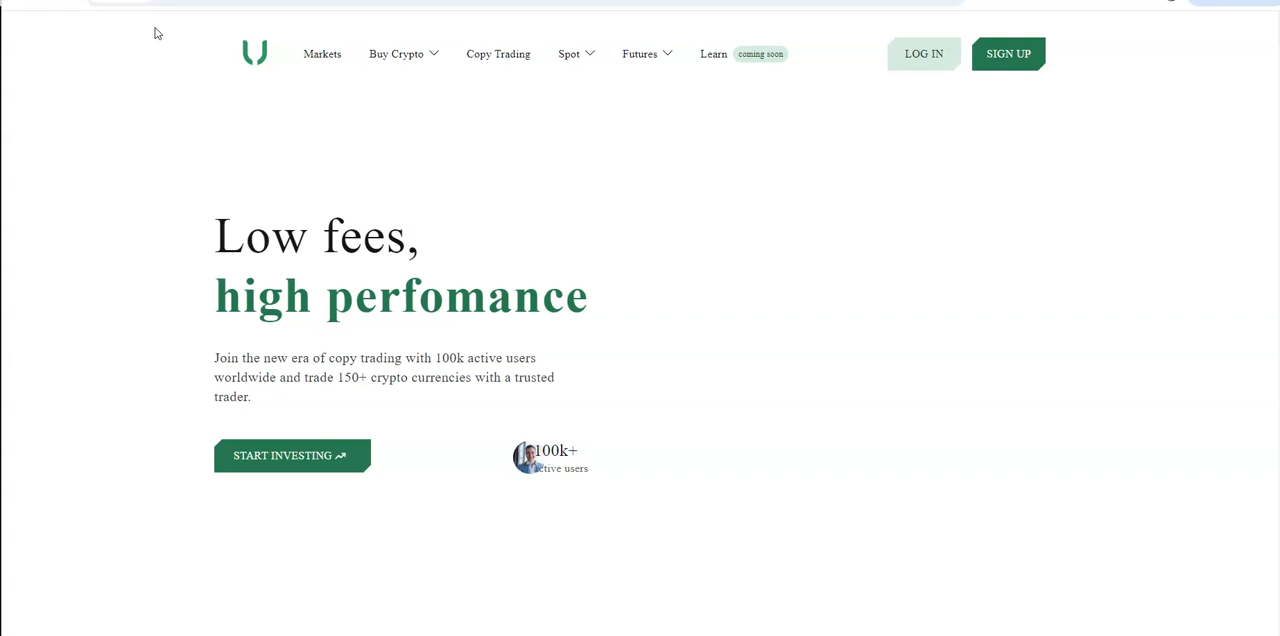 Markets Buy Crypto Copy Trading Spot Futures Learn coming soon LOG IN SIGN UP
Low fees,
high perfomance
Join the new era of copy trading with 100k active users
worldwide and trade 150+ crypto currencies with a trusted
trader.
START INVESTING
100k+
active users